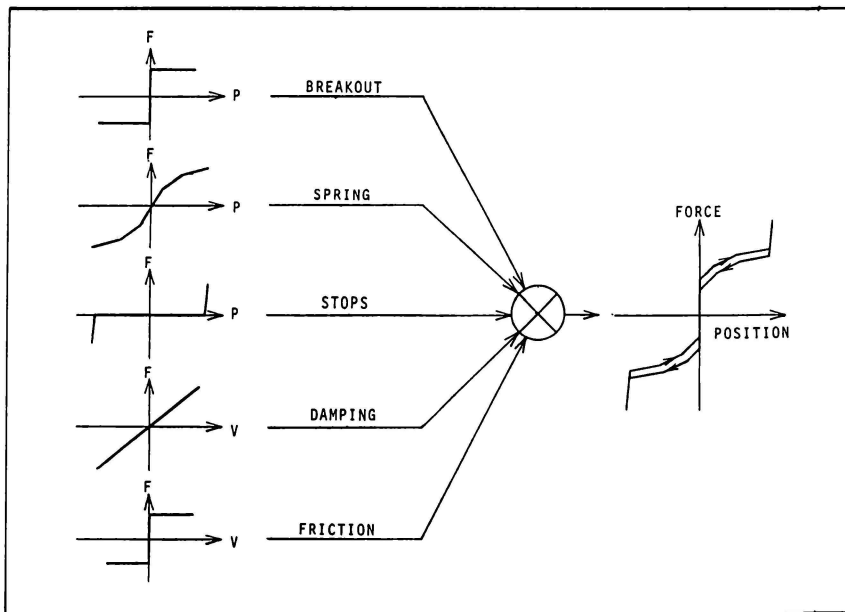 F
P
BREAKOUT
F
P
SPRING
F
P
STOPS
F
V
DAMPING
F
V
FRICTION
FORCE
POSITION